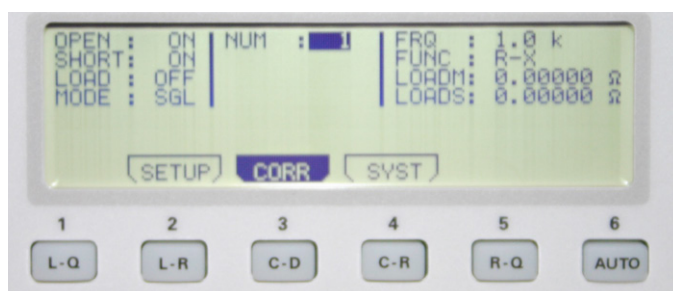 OPEN : ON NUM : 1 FRQ : 1.0 k
SHORT: ON FUNC : R-X
LOAD : OFF LOADM: 0.00000 Ω
MODE : SGL LOADS: 0.00000 Ω
SETUP CORR SYST
1 2 3 4 5 6
L-Q L-R C-D C-R R-Q AUTO